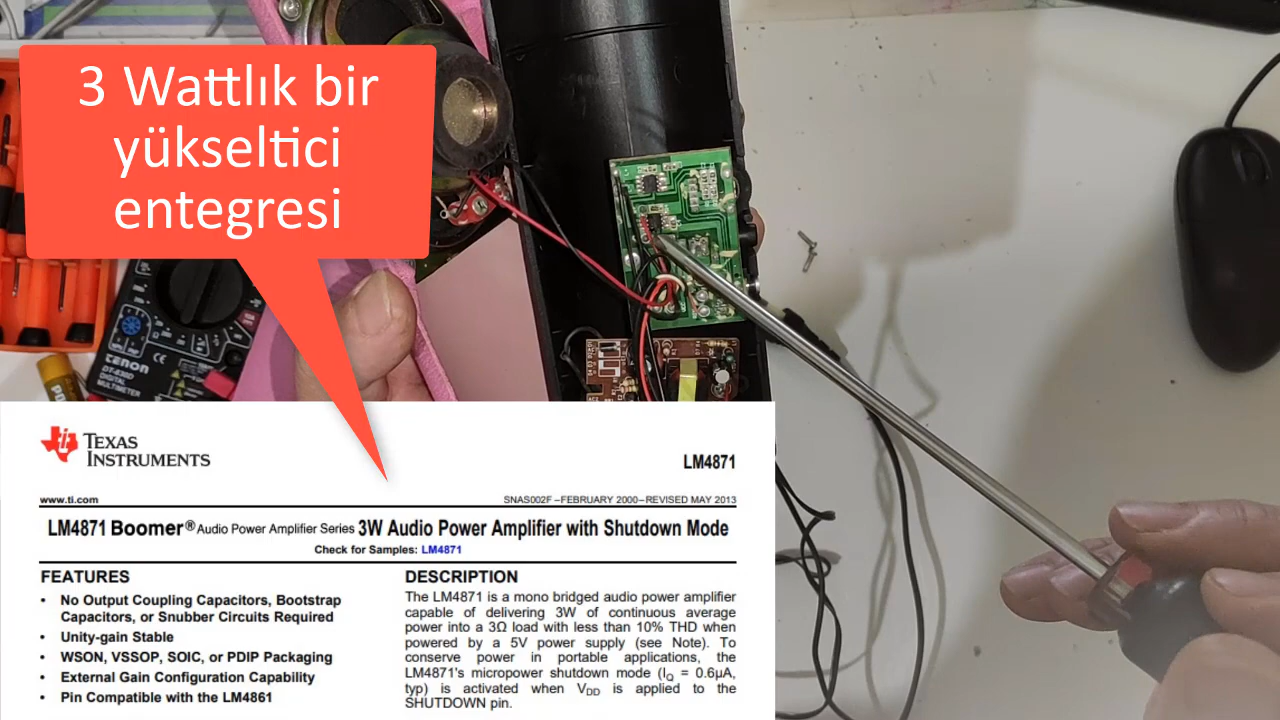 3 Wattlık bir
yükseltici
entegresi
TENON
DT-830D
DIGITAL
MULTIMETER
TEXAS
INSTRUMENTS
LM4871
www.ti.com
SNAS002F –FEBRUARY 2000–REVISED MAY 2013
LM4871 Boomer® Audio Power Amplifier Series 3W Audio Power Amplifier with Shutdown Mode
Check for Samples: LM4871
FEATURES
• No Output Coupling Capacitors, Bootstrap
Capacitors, or Snubber Circuits Required
• Unity-gain Stable
• WSON, VSSOP, SOIC, or PDIP Packaging
• External Gain Configuration Capability
• Pin Compatible with the LM4861
DESCRIPTION
The LM4871 is a mono bridged audio power amplifier
capable of delivering 3W of continuous average
power into a 3Ω load with less than 10% THD when
powered by a 5V power supply (see Note). To
conserve power in portable applications, the
LM4871's micropower shutdown mode (IQ = 0.6µA,
typ) is activated when VDD is applied to the
SHUTDOWN pin.